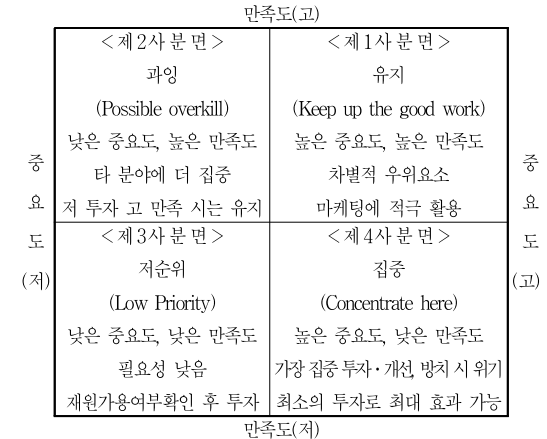 만족도(고)
<제2사분면>
과잉
(Possible overkill)
낮은 중요도, 높은 만족도
타 분야에 더 집중
저 투자 고 만족 시는 유지
<제1사분면>
유지
(Keep up the good work)
높은 중요도, 높은 만족도
차별적 우위요소
마케팅에 적극 활용
중
요
도
(저)
중
요
도
(고)
<제3사분면>
저순위
(Low Priority)
낮은 중요도, 낮은 만족도
필요성 낮음
재원가용여부확인 후 투자
<제4사분면>
집중
(Concentrate here)
높은 중요도, 낮은 만족도
가장 집중 투자·개선, 방치 시 위기
최소의 투자로 최대 효과 가능
만족도(저)